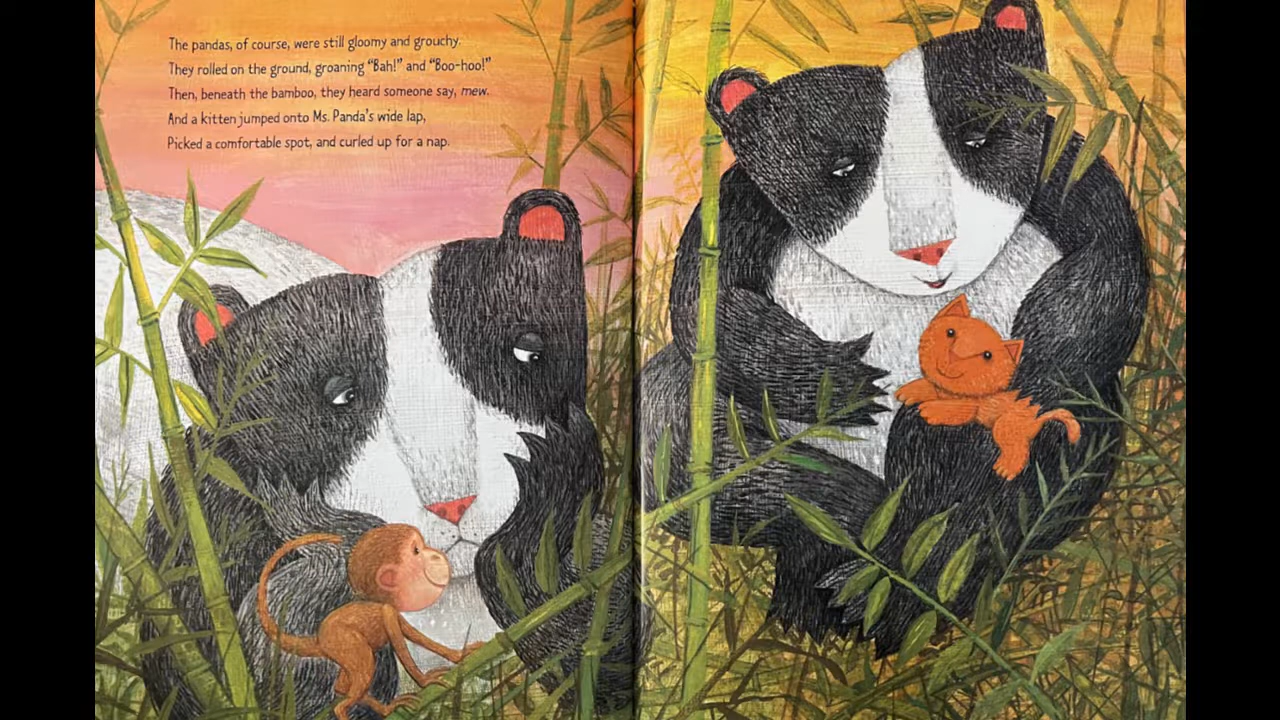 The pandas, of course, were still gloomy and grouchy.
They rolled on the ground, groaning “Bah!” and “Boo-hoo!”
Then, beneath the bamboo, they heard someone say, mew.
And a kitten jumped onto Ms. Panda’s wide lap,
Picked a comfortable spot, and curled up for a nap.